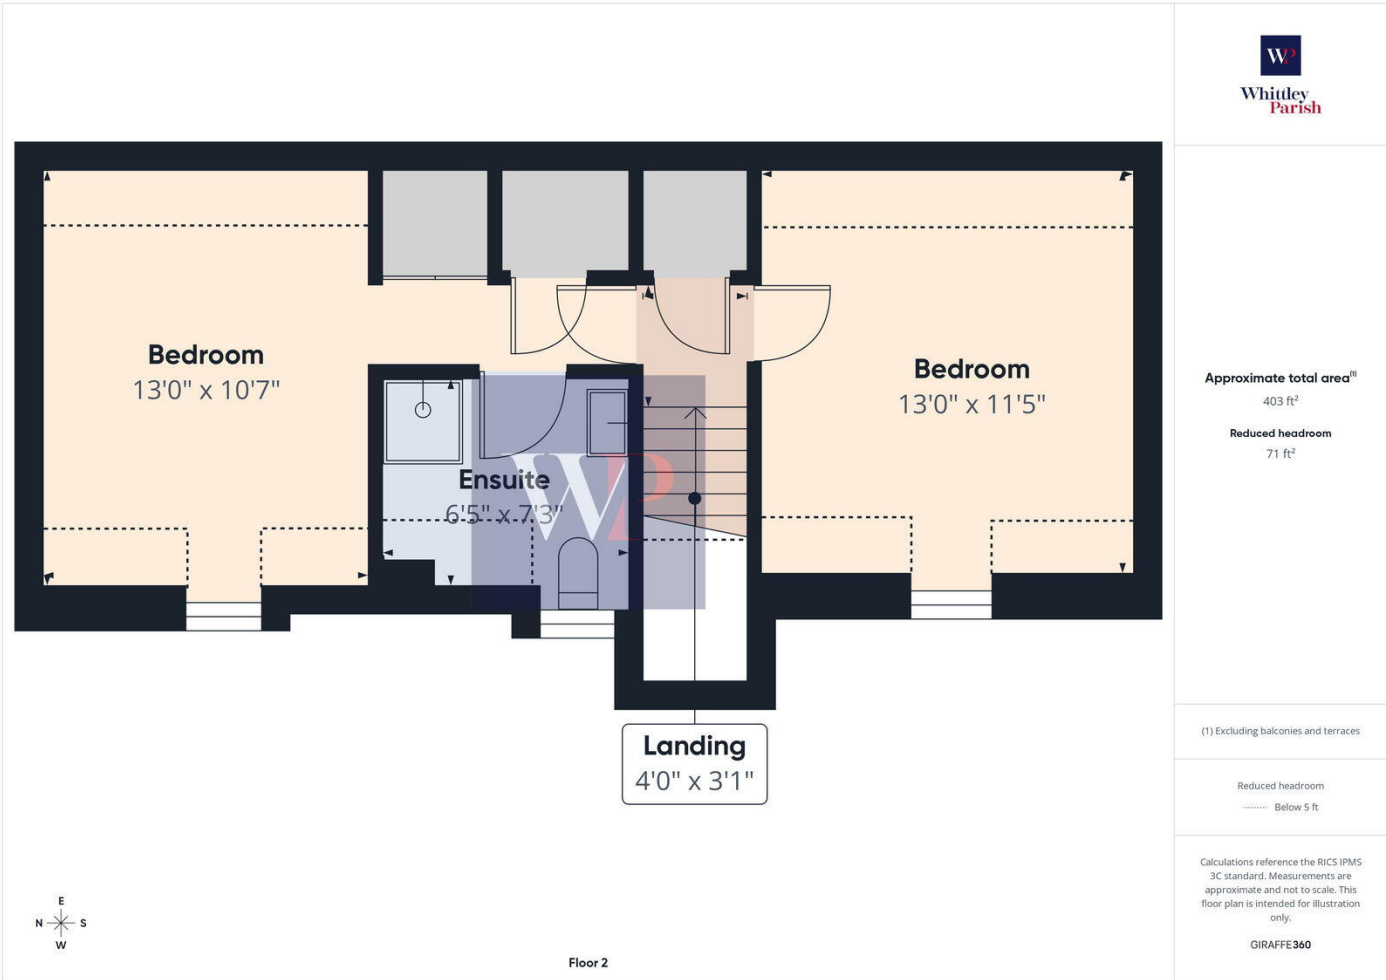 WP
Whittley
Parish
Bedroom
13'0" x 10'7"
Bedroom
13'0" x 11'5"
Ensuite
6'5" x 7'3"
WP
Landing
4'0" x 3'1"
Approximate total area(1)
403 ft²
Reduced headroom
71 ft²
(1) Excluding balconies and terraces
Reduced headroom
Below 5 ft
Calculations reference the RICS IPMS
3C standard. Measurements are
approximate and not to scale. This
floor plan is intended for illustration
only.
GIRAFFE360
E
N S
W
Floor 2